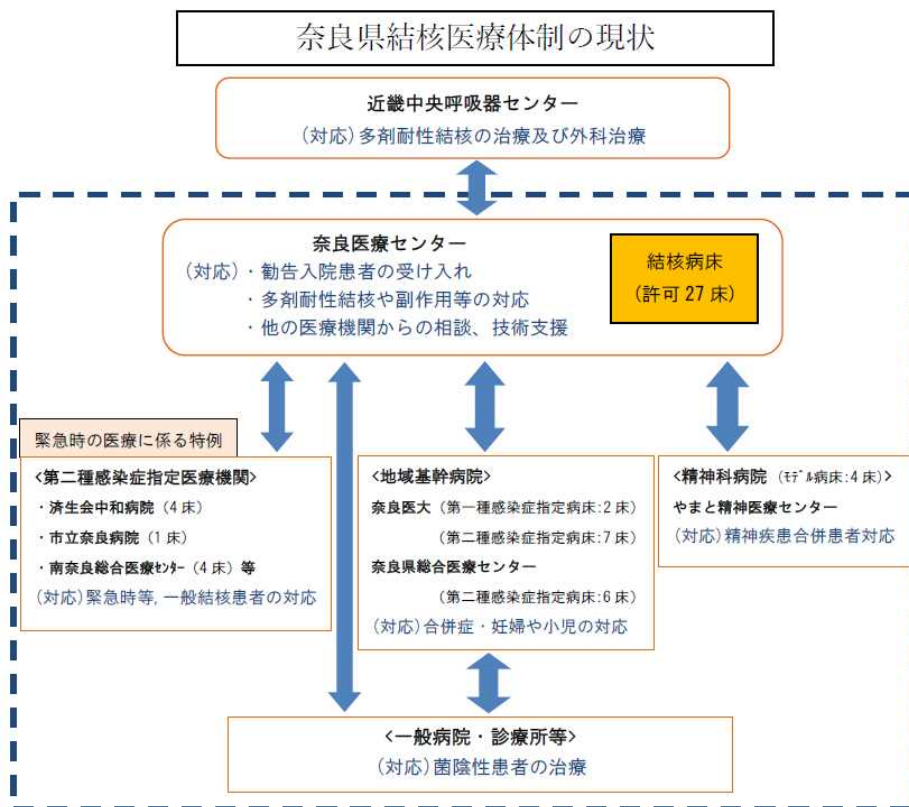 奈良県結核医療体制の現状
近畿中央呼吸器センター
(対応)多剤耐性結核の治療及び外科治療
奈良医療センター
(対応)・勧告入院患者の受け入れ
・多剤耐性結核や副作用等の対応
・他の医療機関からの相談、技術支援
結核病床
(許可27床)
緊急時の医療に係る特例
<第二種感染症指定医療機関>
・済生会中和病院(4床)
・市立奈良病院(1床)
・南奈良総合医療ｾﾝﾀｰ(4床)等
(対応)緊急時等,一般結核患者の対応
<地域基幹病院>
奈良医大(第一種感染症指定病床:2床)
(第二種感染症指定病床:7床)
奈良県総合医療センター
(第二種感染症指定病床:6床)
(対応)合併症・妊婦や小児の対応
<精神科病院(ﾓﾃﾞﾙ病床:4床)>
やまと精神医療センター
(対応)精神疾患合併患者対応
<一般病院・診療所等>
(対応)菌陰性患者の治療